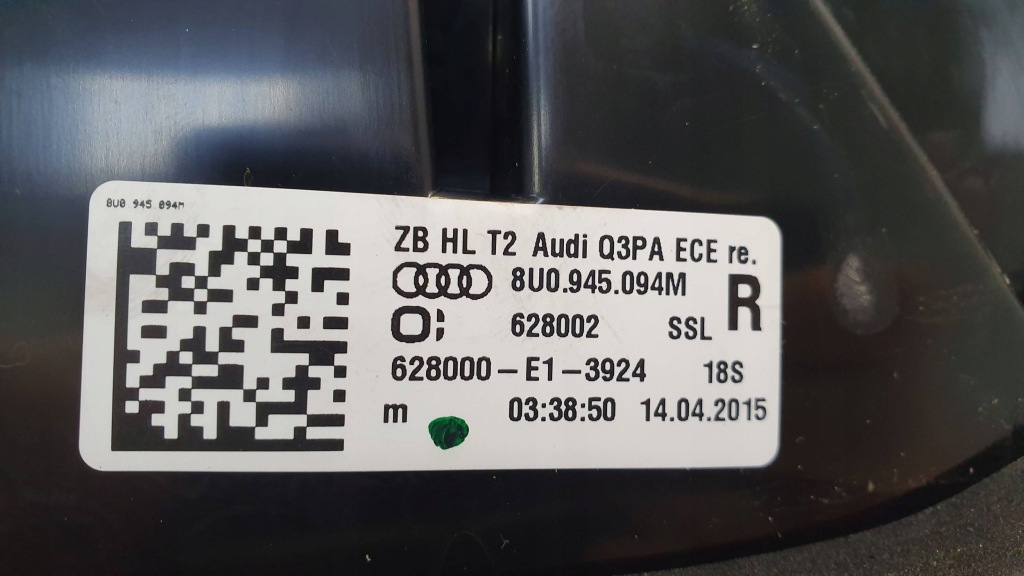 8U0 945 094M
ZB HL T2 Audi Q3PA ECE re.
8U0.945.094M R
628002 SSL
628000-E1-3924 18S
m 03:38:50 14.04.2015